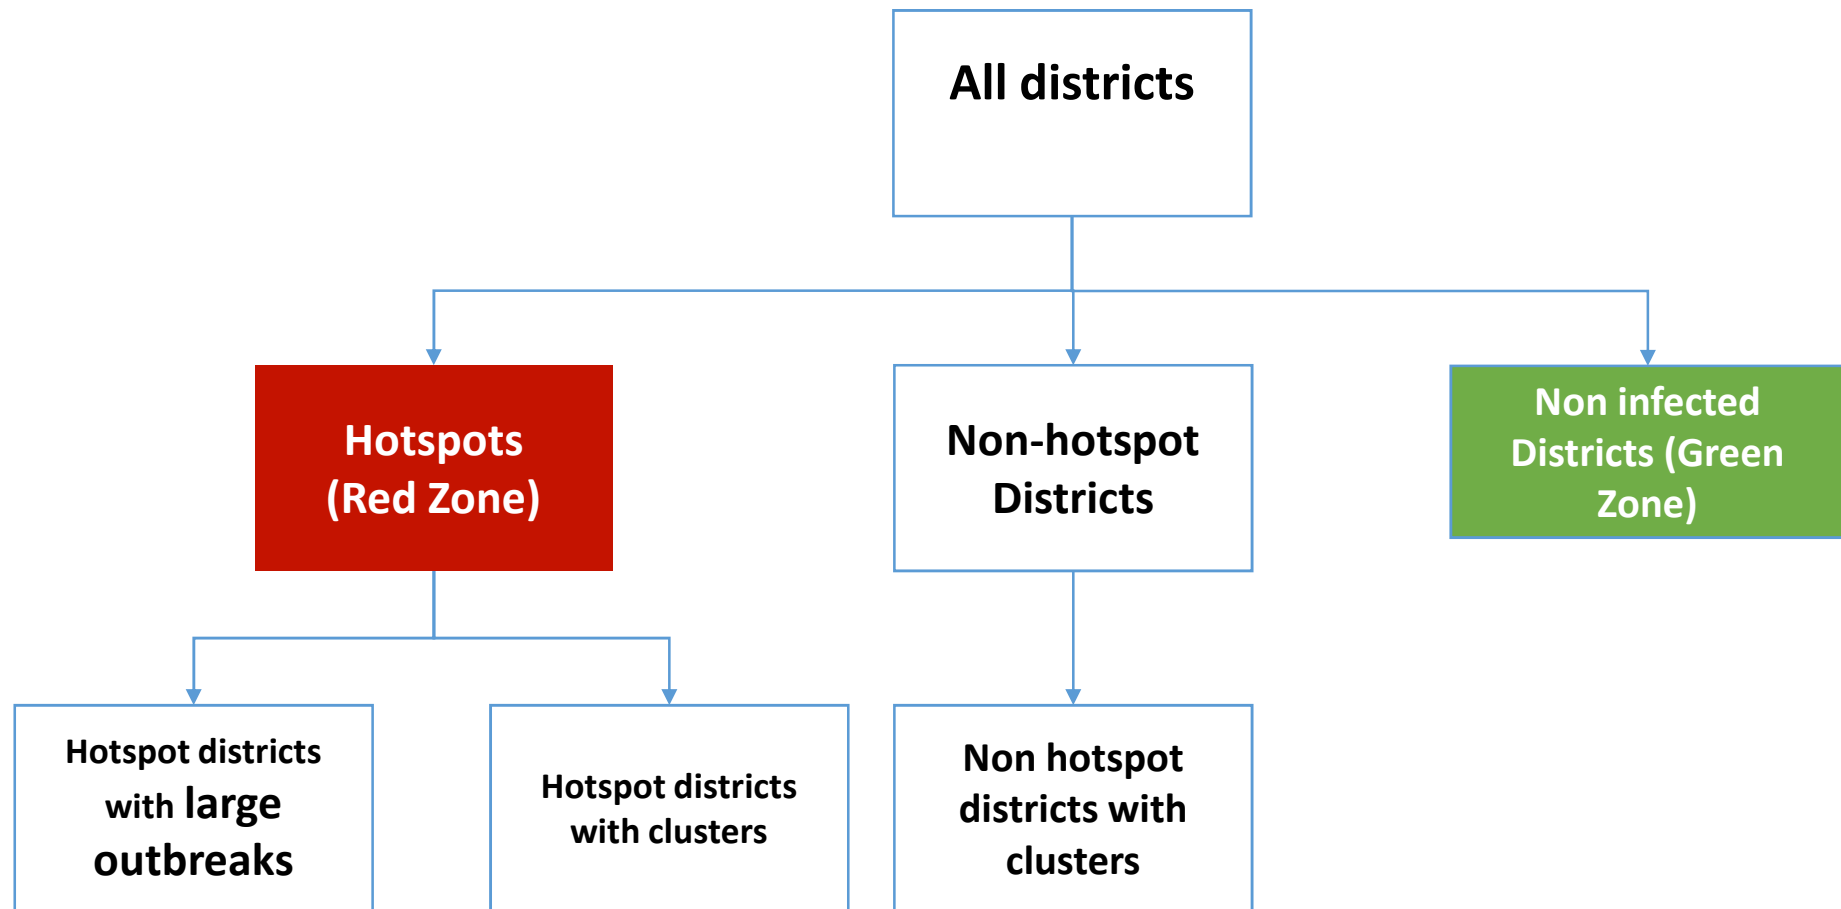 All districts
Hotspots
(Red Zone)
Non-hotspot
Districts
Non infected
Districts (Green
Zone)
Hotspot districts
with large
outbreaks
Hotspot districts
with clusters
Non hotspot
districts with
clusters